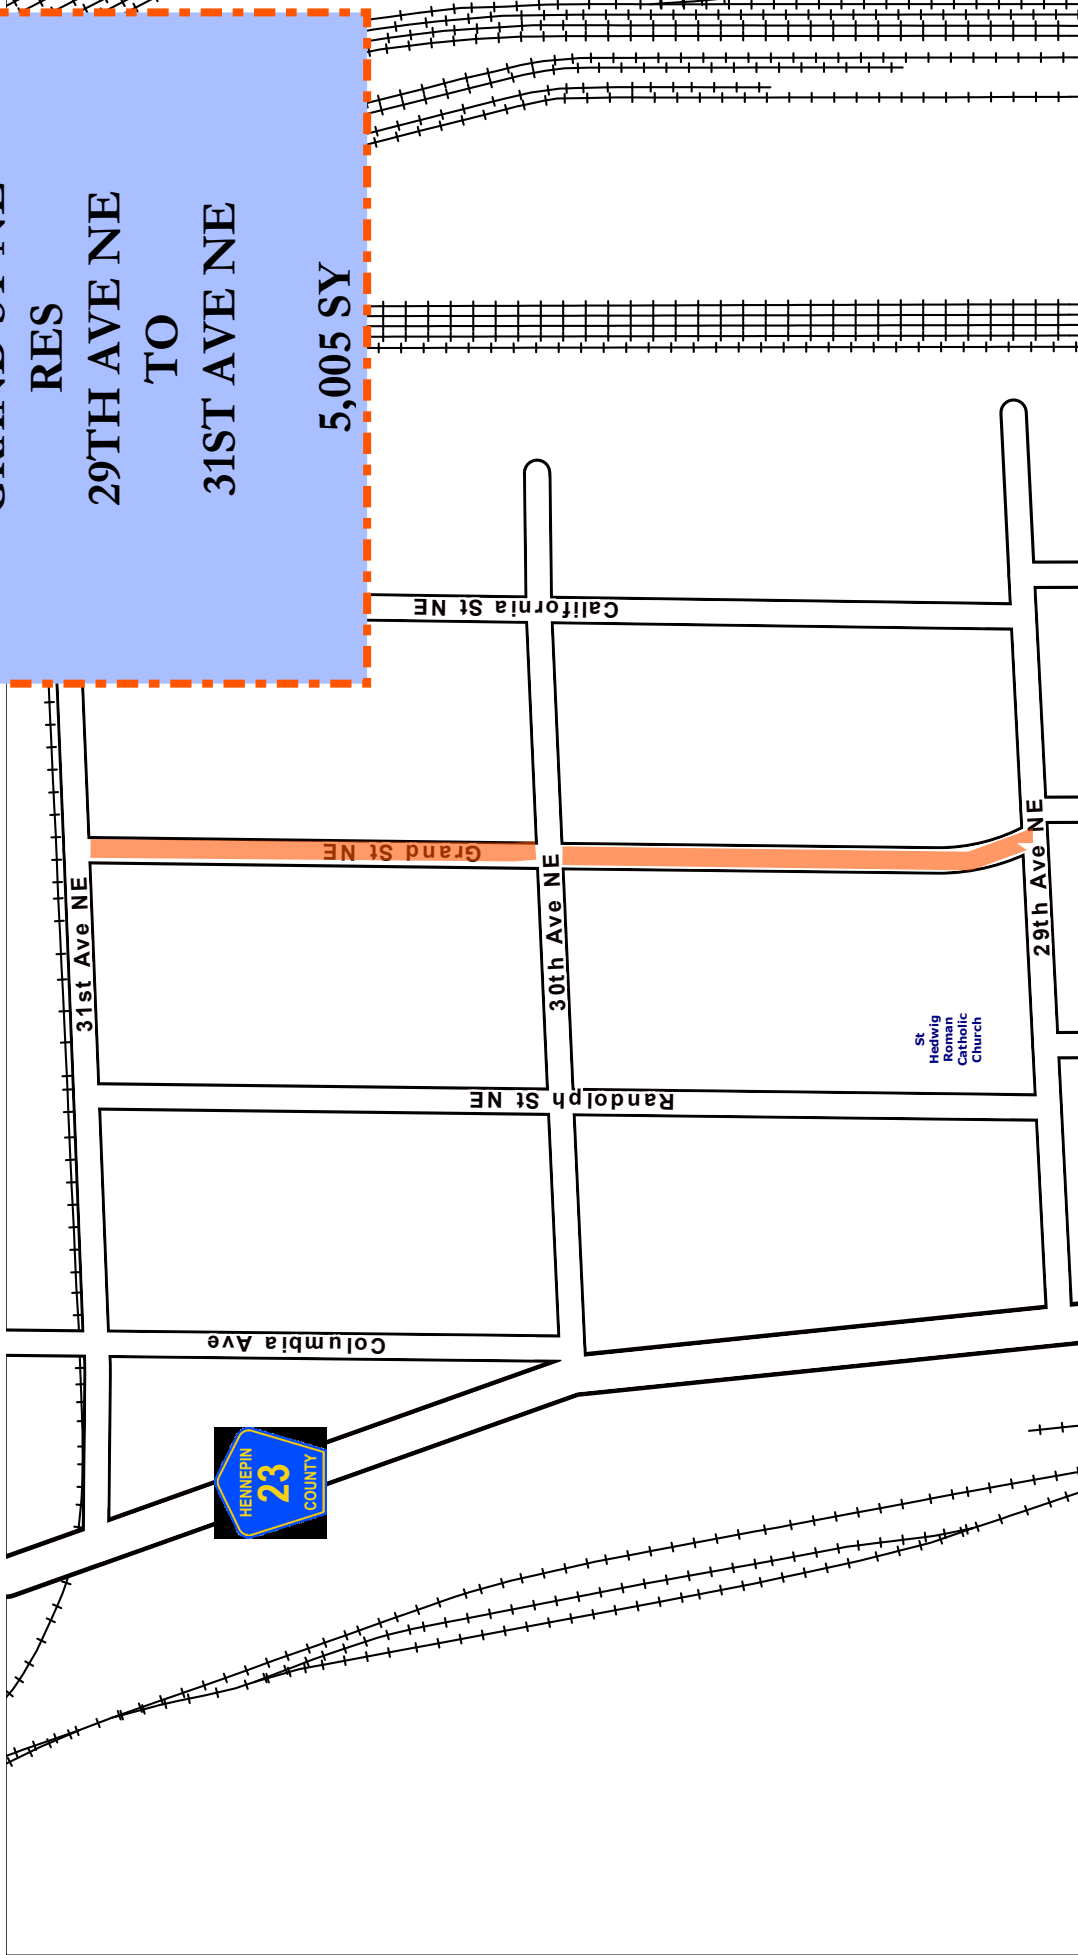 RES
29TH AVE NE
TO
31ST AVE NE
5,005 SY
California St NE
Grand St NE
31st Ave NE
30th Ave NE
29th Ave NE
St
Hedwig
Roman
Catholic
Church
Randolph St NE
Columbia Ave
HENNEPIN
23
COUNTY